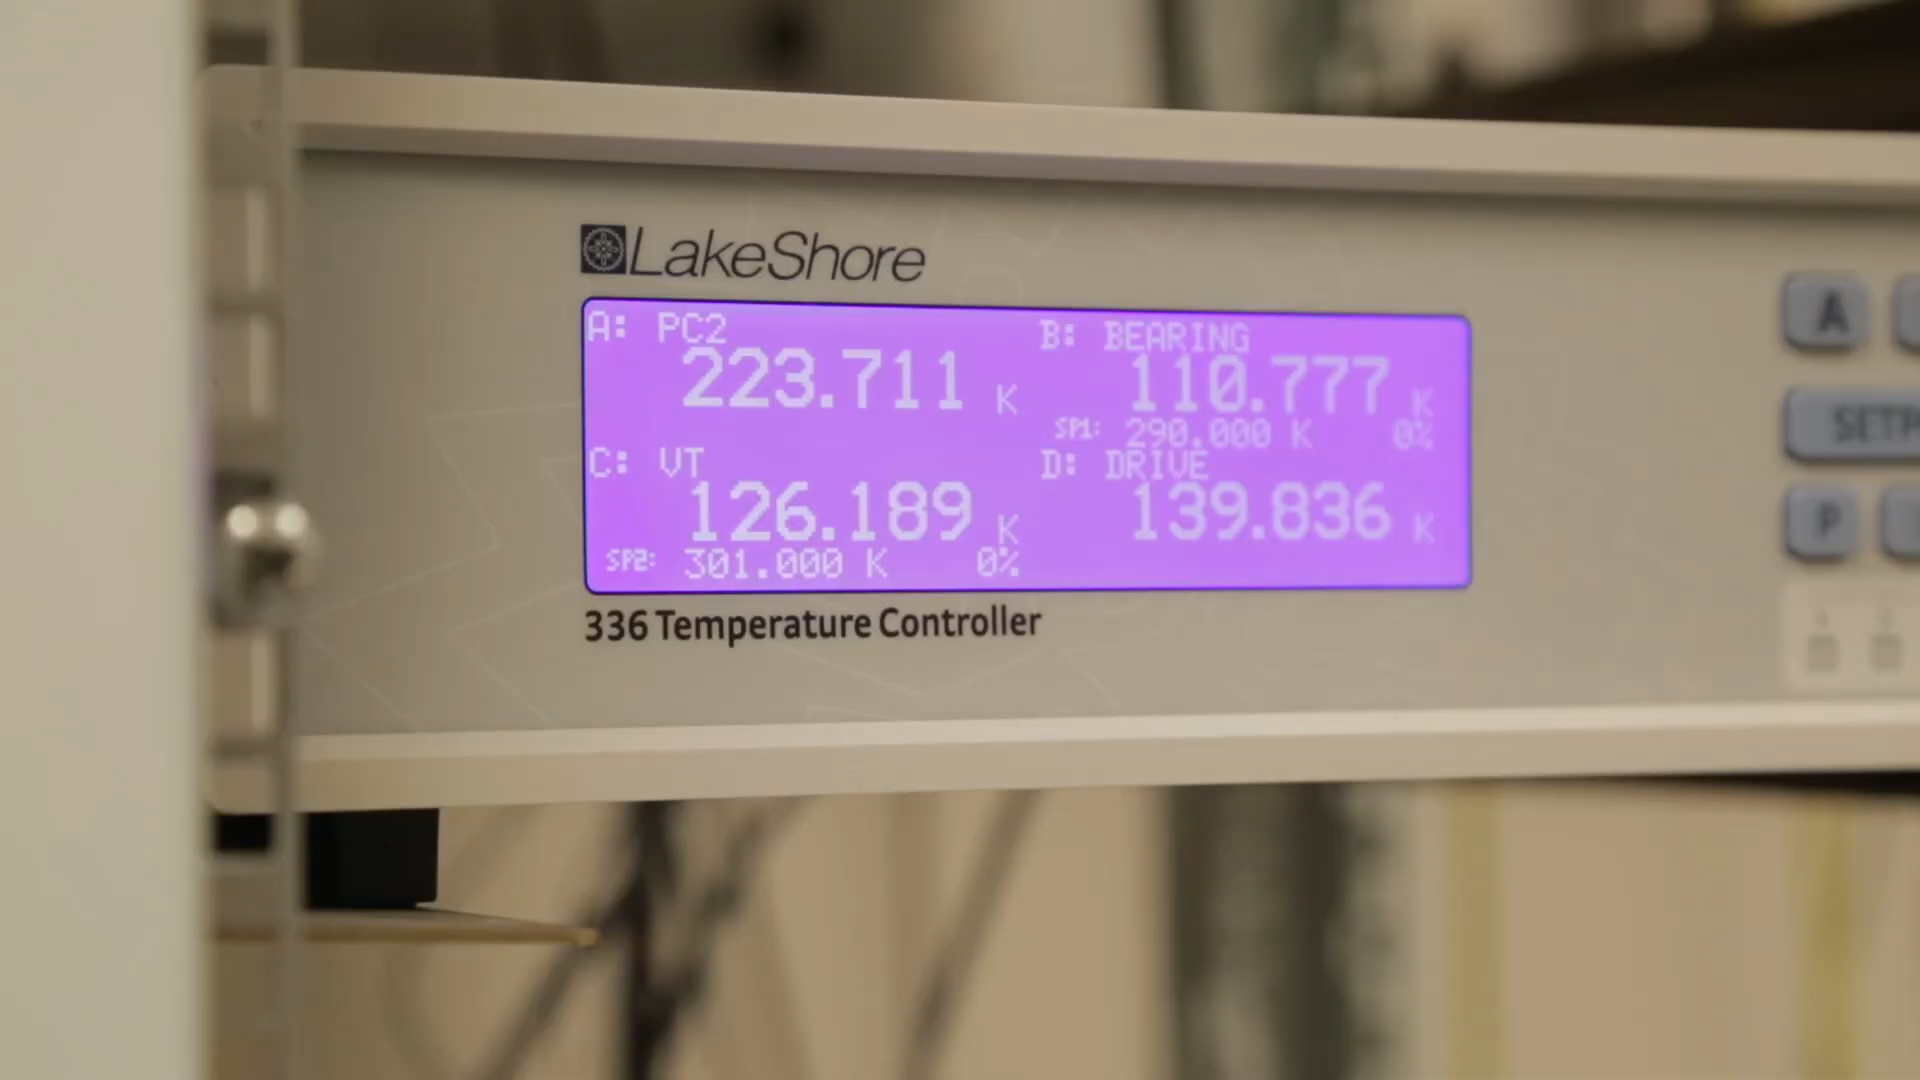 LakeShore
A: PC2
223.711 K
B: BEARING
110.777 K
SP1: 290.000 K 0%
C: VT
126.189 K
SP2: 301.000 K 0%
D: DRIVE
139.836 K
336 Temperature Controller
A
SETP
P